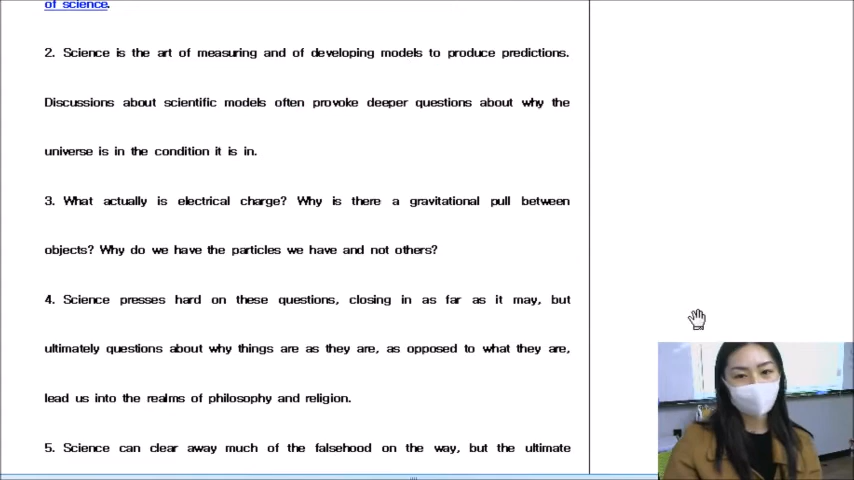 of science.
2. Science is the art of measuring and of developing models to produce predictions.
Discussions about scientific models often provoke deeper questions about why the
universe is in the condition it is in.
3. What actually is electrical charge? Why is there a gravitational pull between
objects? Why do we have the particles we have and not others?
4. Science presses hard on these questions, closing in as far as it may, but
ultimately questions about why things are as they are, as opposed to what they are,
lead us into the realms of philosophy and religion.
5. Science can clear away much of the falsehood on the way, but the ultimate